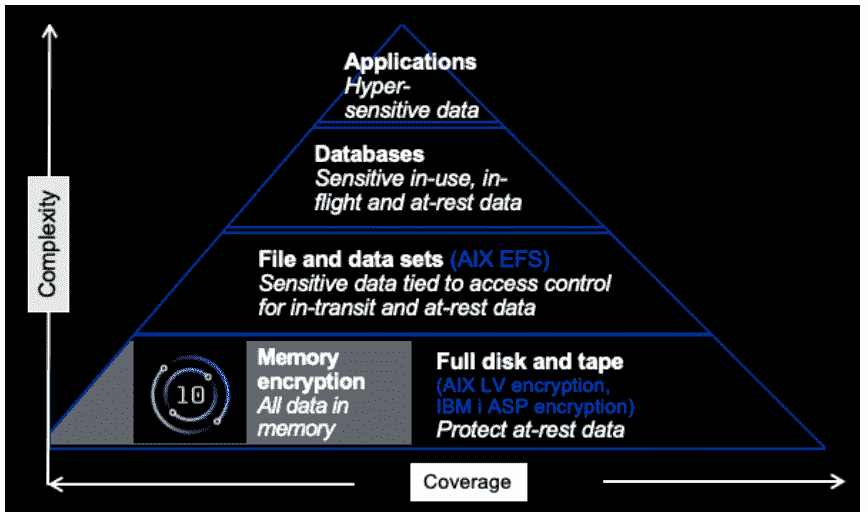 Applications
Hyper-
sensitive data
Databases
Sensitive in-use, in-
flight and at-rest data
File and data sets (AIX EFS)
Sensitive data tied to access control
for in-transit and at-rest data
10
Memory
encryption
All data in
memory
Full disk and tape
(AIX LV encryption,
IBM i ASP encryption)
Protect at-rest data
Complexity
Coverage